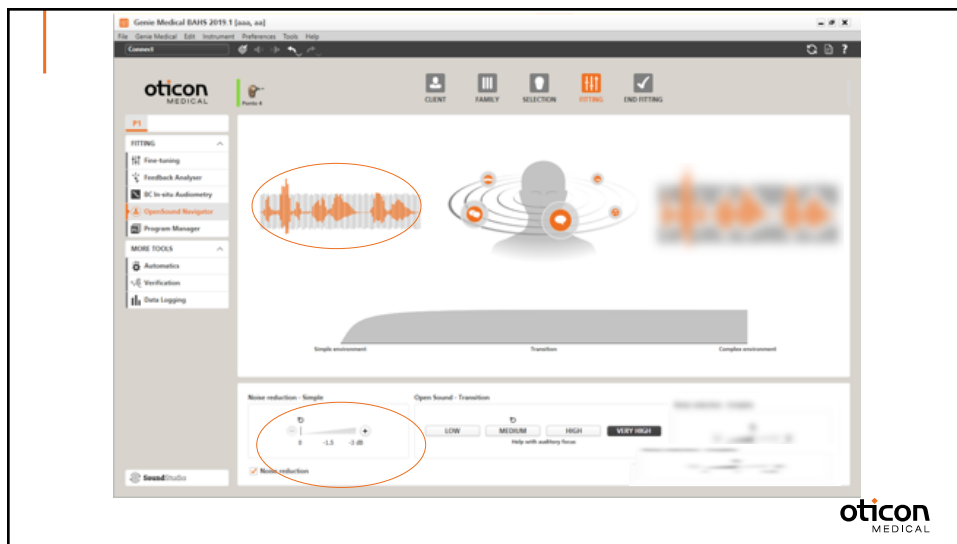 Genie Medical BAHS 2019.1 [aaa, aa]
File Genie Medical Edit Instrument Preferences Tools Help
Connect
?
oticon
MEDICAL
Ponto 4
CLIENT
FAMILY
SELECTION
FITTING
END FITTING
P1
FITTING
Fine-tuning
Feedback Analyser
BC In-situ Audiometry
OpenSound Navigator
Program Manager
MORE TOOLS
Automatics
Verification
Data Logging
Simple environment
Transition
Complex environment
Noise reduction - Simple
0 -1.5 -3 dB
Noise reduction
Open Sound - Transition
LOW MEDIUM HIGH VERY HIGH
Help with auditory focus
SoundStudio
oticon
MEDICAL